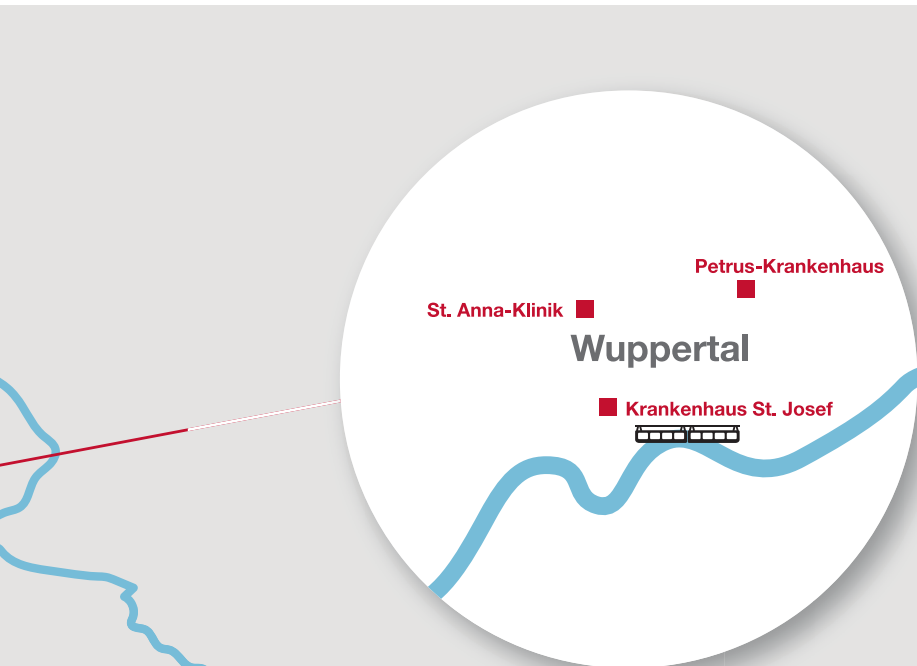 Petrus-Krankenhaus
St. Anna-Klinik
Wuppertal
Krankenhaus St. Josef